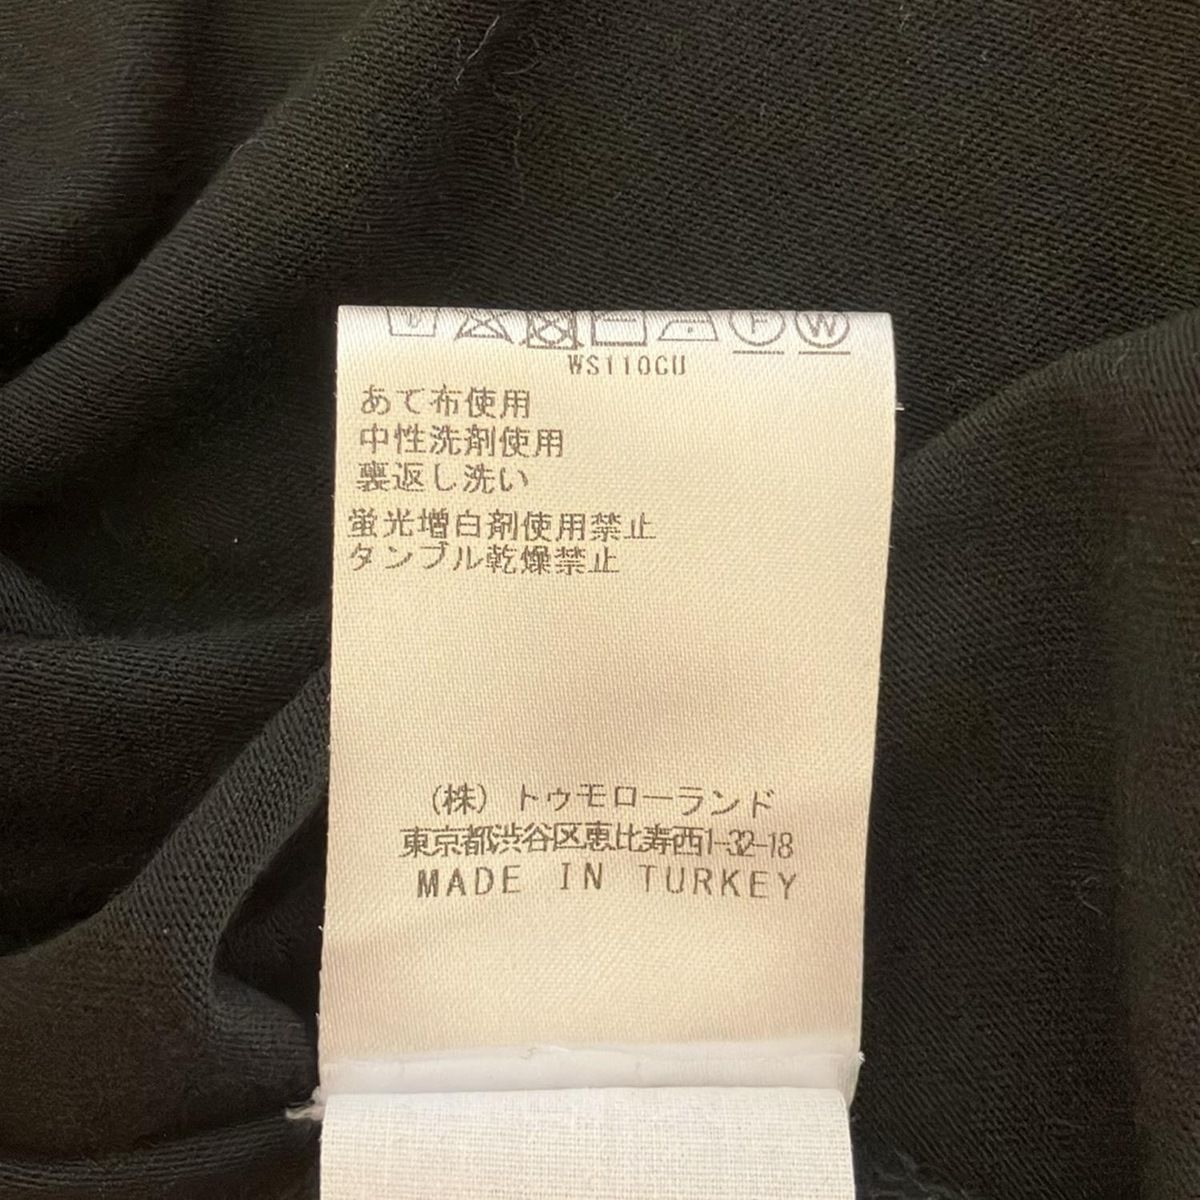 WS110CU
あて布使用
中性洗剤使用
裏返し洗い
蛍光増白剤使用禁止
タンブル乾燥禁止
(株)トゥモローランド
東京都渋谷区恵比寿西1-32-18
MADE IN TURKEY